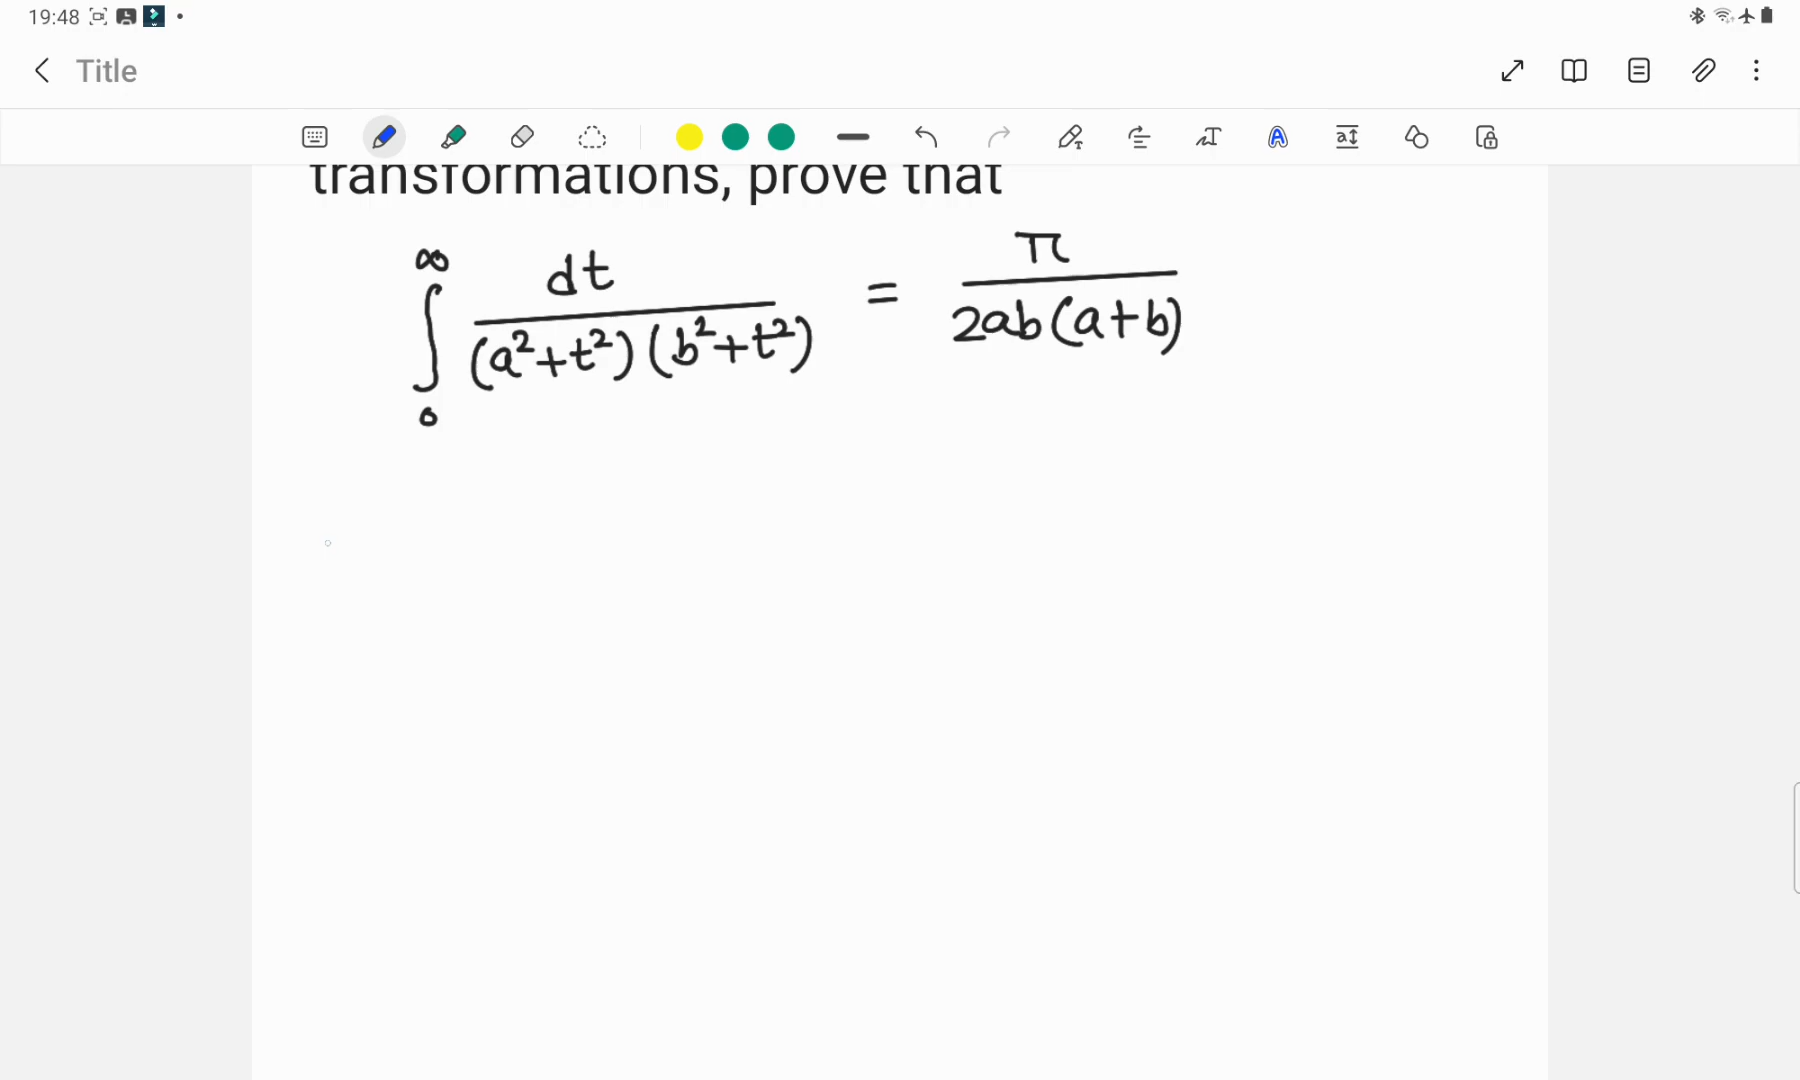 19:48
Title
transformations, prove that
∫₀^∞ dt / ((a²+t²)(b²+t²)) = π / (2ab(a+b))